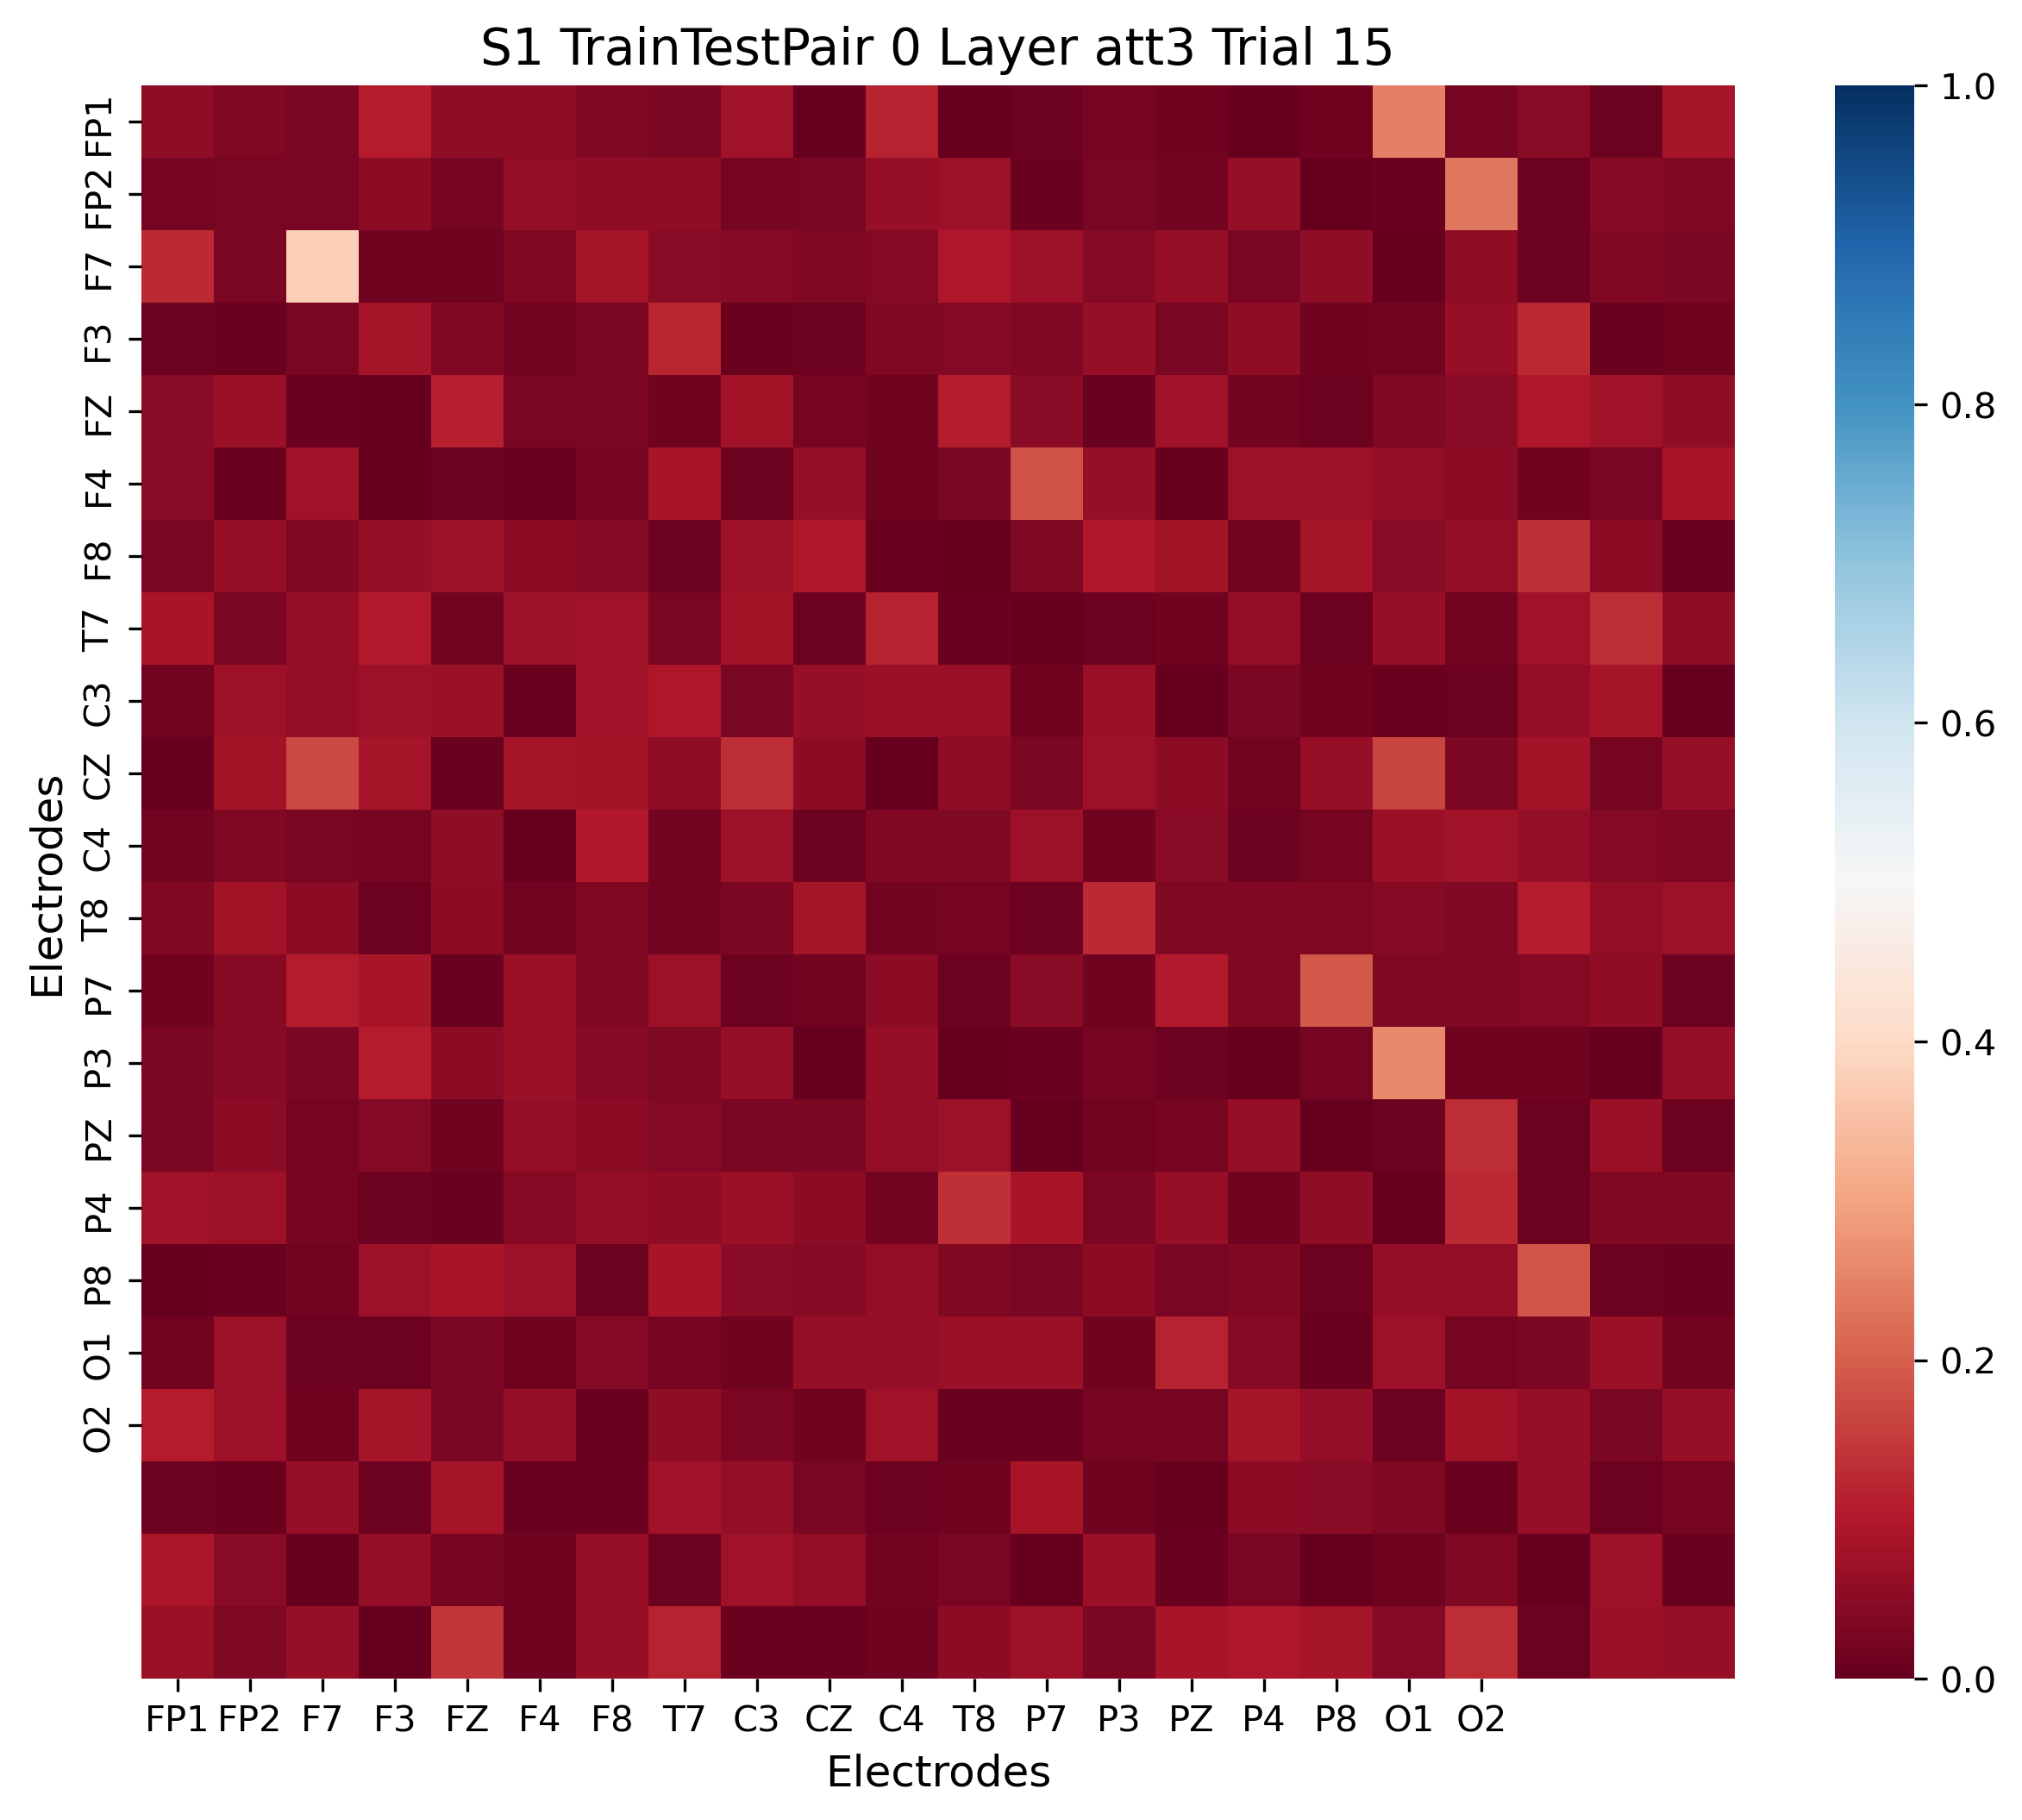 S1 TrainTestPair 0 Layer att3 Trial 15
Electrodes
FP1
FP2
F7
F3
FZ
F4
F8
T7
C3
CZ
C4
T8
P7
P3
PZ
P4
P8
O1
O2
FP1 FP2 F7 F3 FZ F4 F8 T7 C3 CZ C4 T8 P7 P3 PZ P4 P8 O1 O2
Electrodes
1.0
0.8
0.6
0.4
0.2
0.0